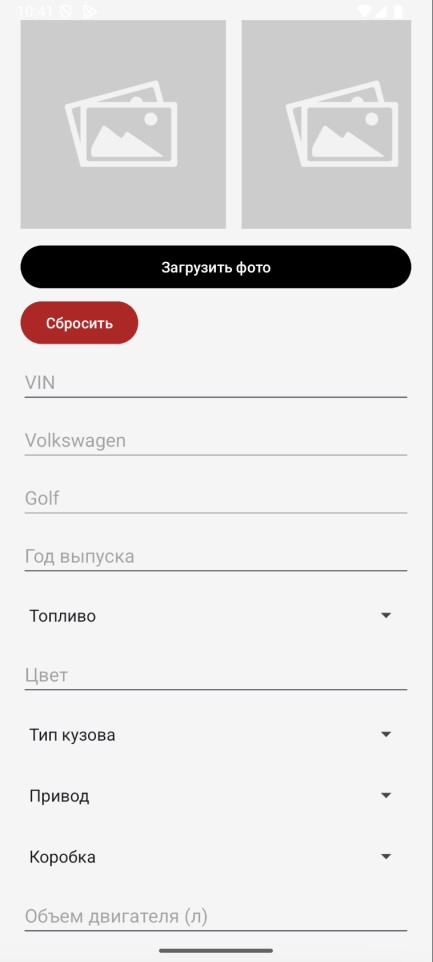 10:41
Загрузить фото
Сбросить
VIN
Volkswagen
Golf
Год выпуска
Топливо
Цвет
Тип кузова
Привод
Коробка
Объем двигателя (л)